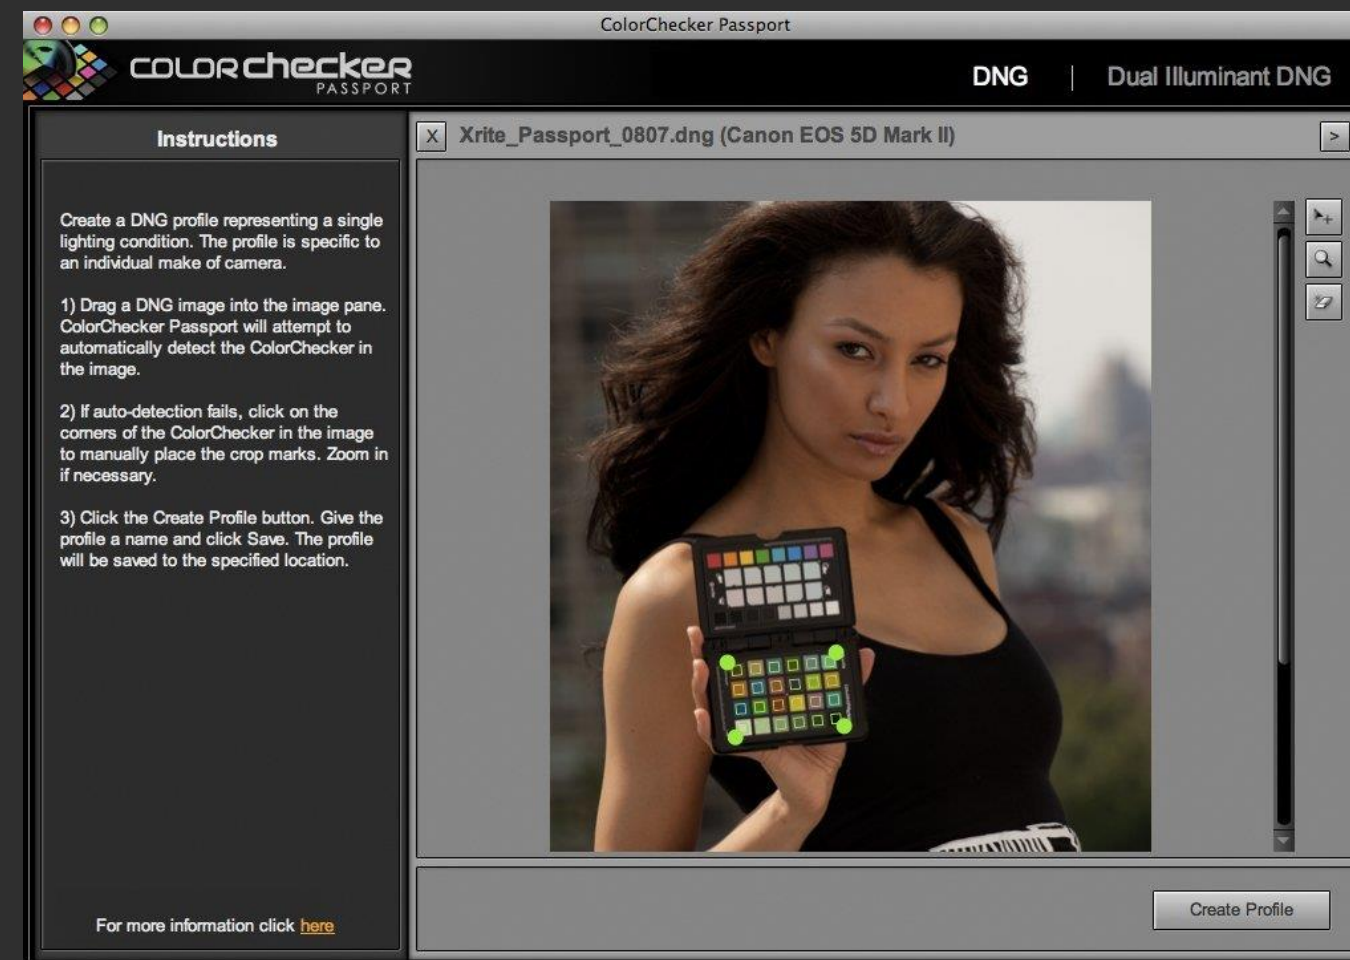 ColorChecker Passport
colorchecker
PASSPORT
DNG | Dual Illuminant DNG
Instructions
X Xrite_Passport_0807.dng (Canon EOS 5D Mark II) >
Create a DNG profile representing a single
lighting condition. The profile is specific to
an individual make of camera.
1) Drag a DNG image into the image pane.
ColorChecker Passport will attempt to
automatically detect the ColorChecker in
the image.
2) If auto-detection fails, click on the
corners of the ColorChecker in the image
to manually place the crop marks. Zoom in
if necessary.
3) Click the Create Profile button. Give the
profile a name and click Save. The profile
will be saved to the specified location.
For more information click here
Create Profile